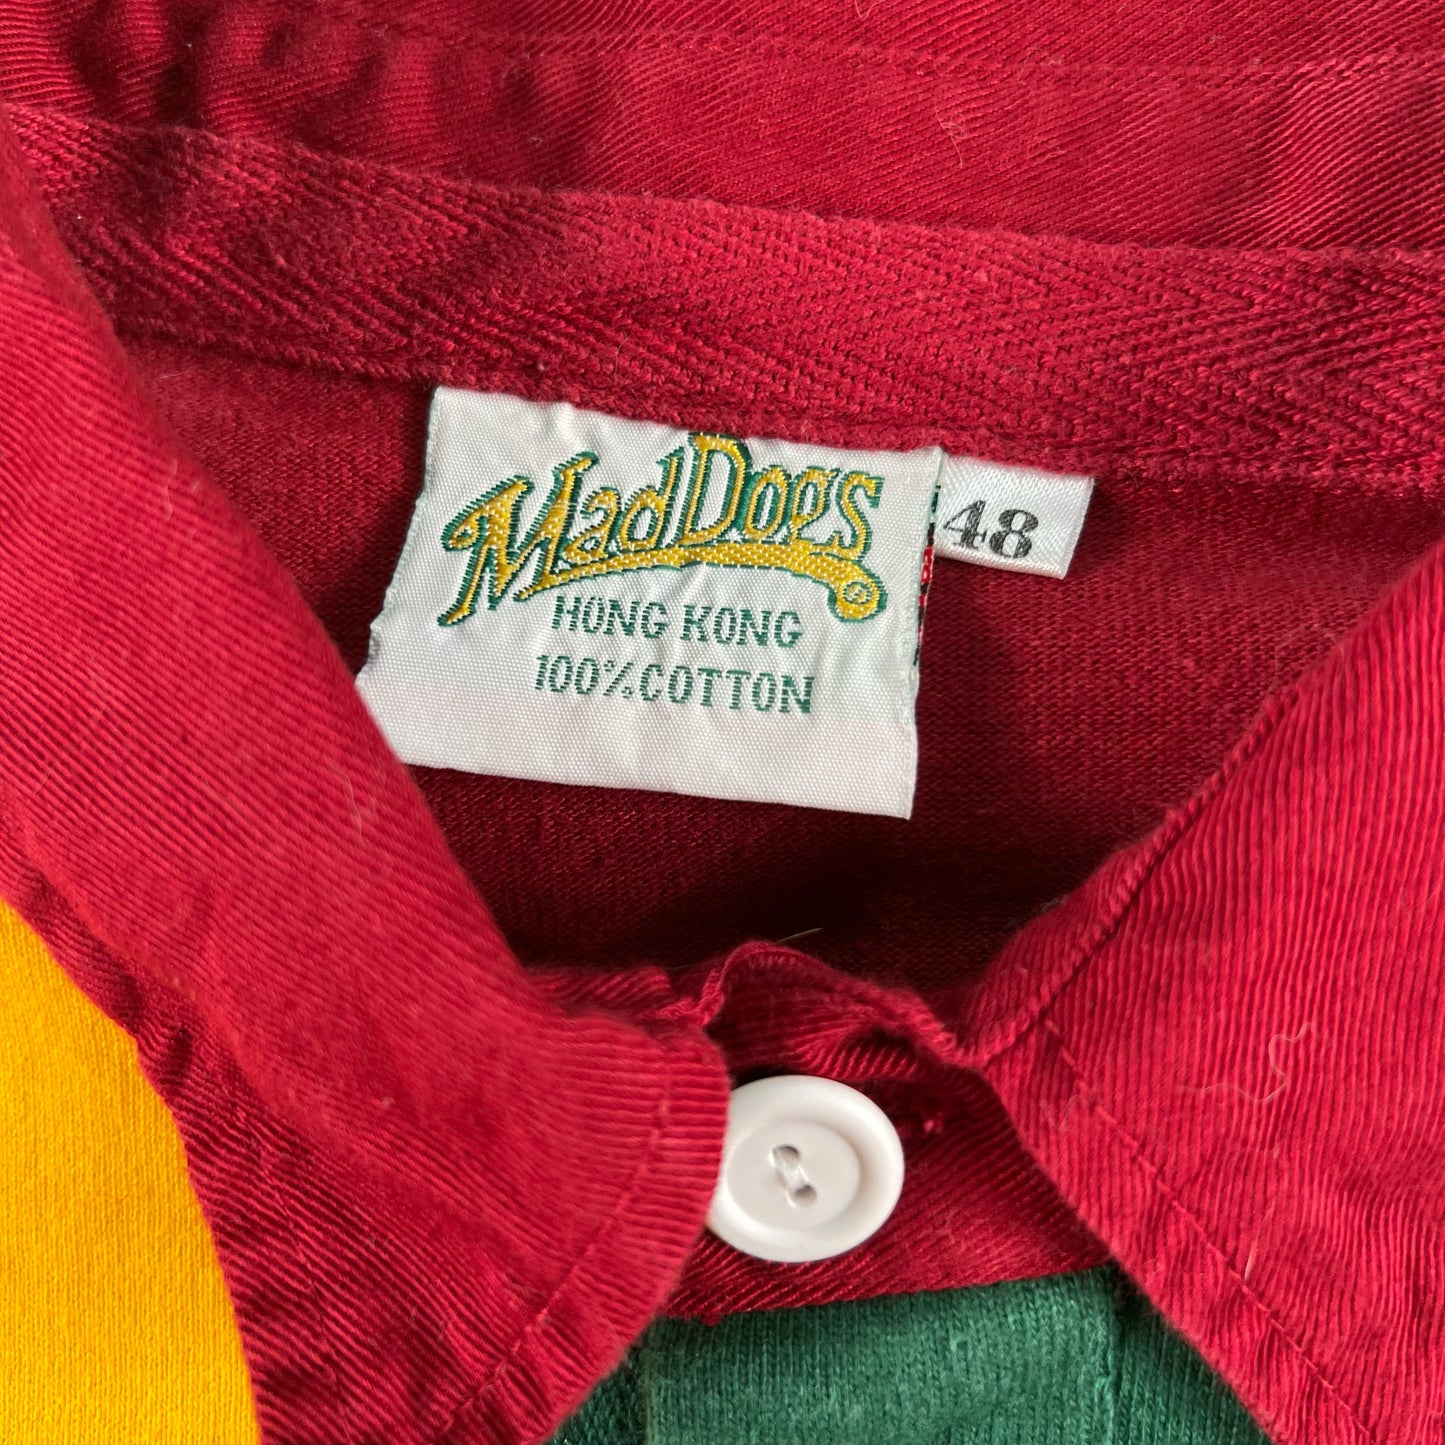 MadDogs 48
®
HONG KONG
100% COTTON